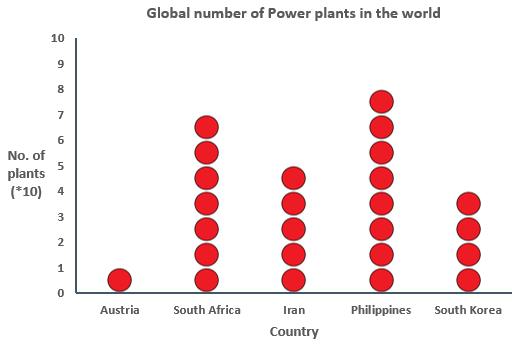 Global number of Power plants in the world
10
9
8
7
6
5
4
3
2
1
0
No. of
plants
(*10)
Austria South Africa Iran Philippines South Korea
Country